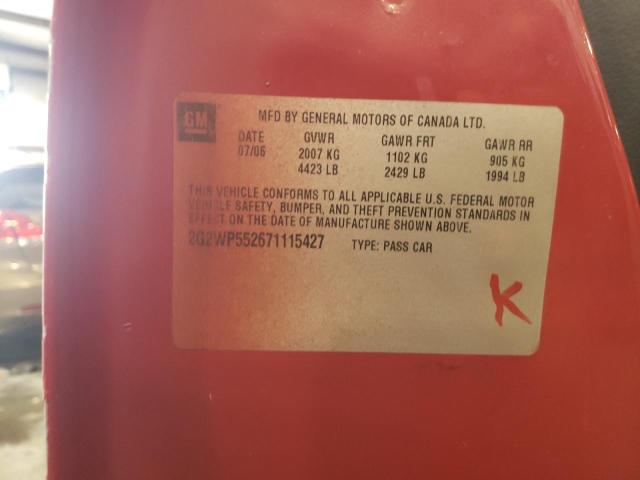 GM
MFD BY GENERAL MOTORS OF CANADA LTD.
DATE GVWR GAWR FRT GAWR RR
07/06 2007 KG 1102 KG 905 KG
4423 LB 2429 LB 1994 LB
THIS VEHICLE CONFORMS TO ALL APPLICABLE U.S. FEDERAL MOTOR
VEHICLE SAFETY, BUMPER, AND THEFT PREVENTION STANDARDS IN
EFFECT ON THE DATE OF MANUFACTURE SHOWN ABOVE.
2G2WP552671115427 TYPE: PASS CAR
K